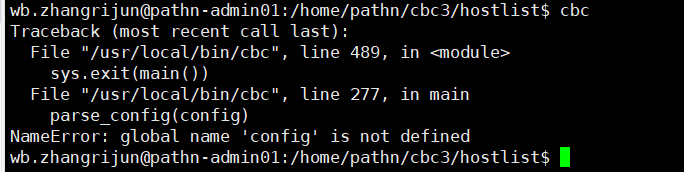 wb.zhangrijun@pathn-admin01:/home/pathn/cbc3/hostlist$ cbc
Traceback (most recent call last):
  File "/usr/local/bin/cbc", line 489, in <module>
    sys.exit(main())
  File "/usr/local/bin/cbc", line 277, in main
    parse_config(config)
NameError: global name 'config' is not defined
wb.zhangrijun@pathn-admin01:/home/pathn/cbc3/hostlist$